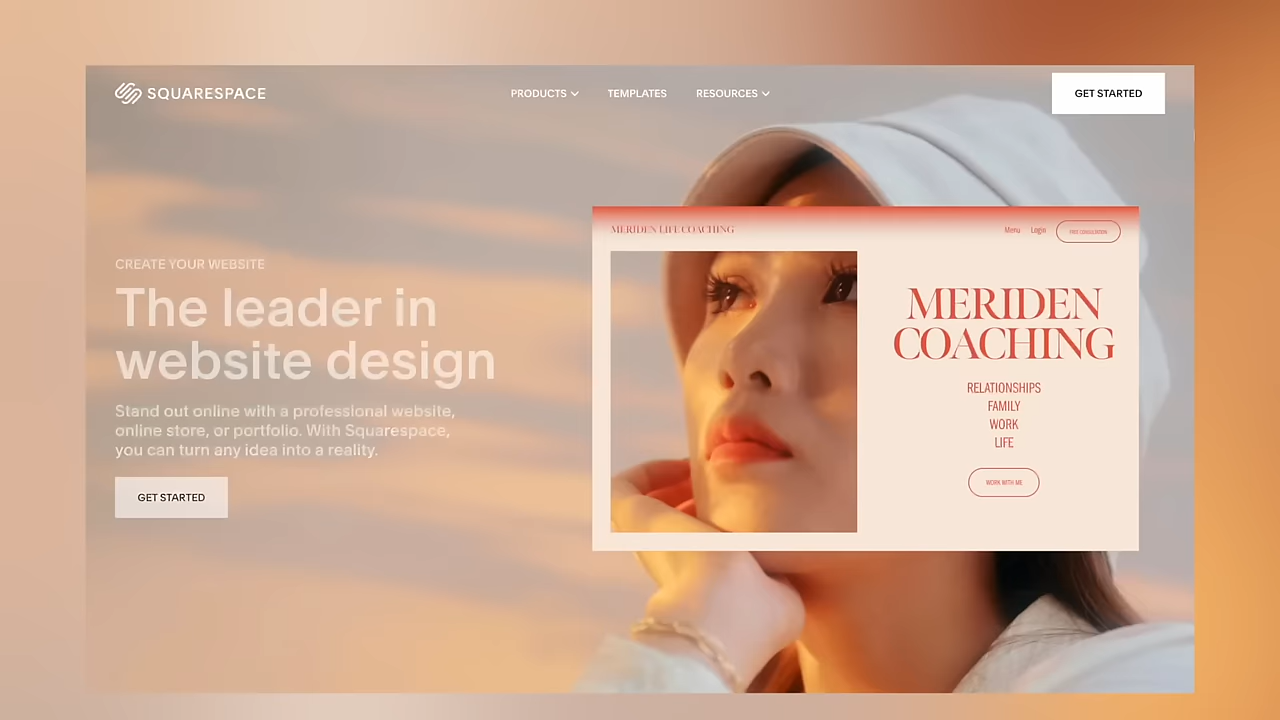 SQUARESPACE
PRODUCTS
TEMPLATES
RESOURCES
GET STARTED
CREATE YOUR WEBSITE
The leader in
website design
Stand out online with a professional website,
online store, or portfolio. With Squarespace,
you can turn any idea into a reality.
GET STARTED
MERIDEN LIFE COACHING
Menu
Login
FREE CONSULTATION
MERIDEN
COACHING
RELATIONSHIPS
FAMILY
WORK
LIFE
WORK WITH ME